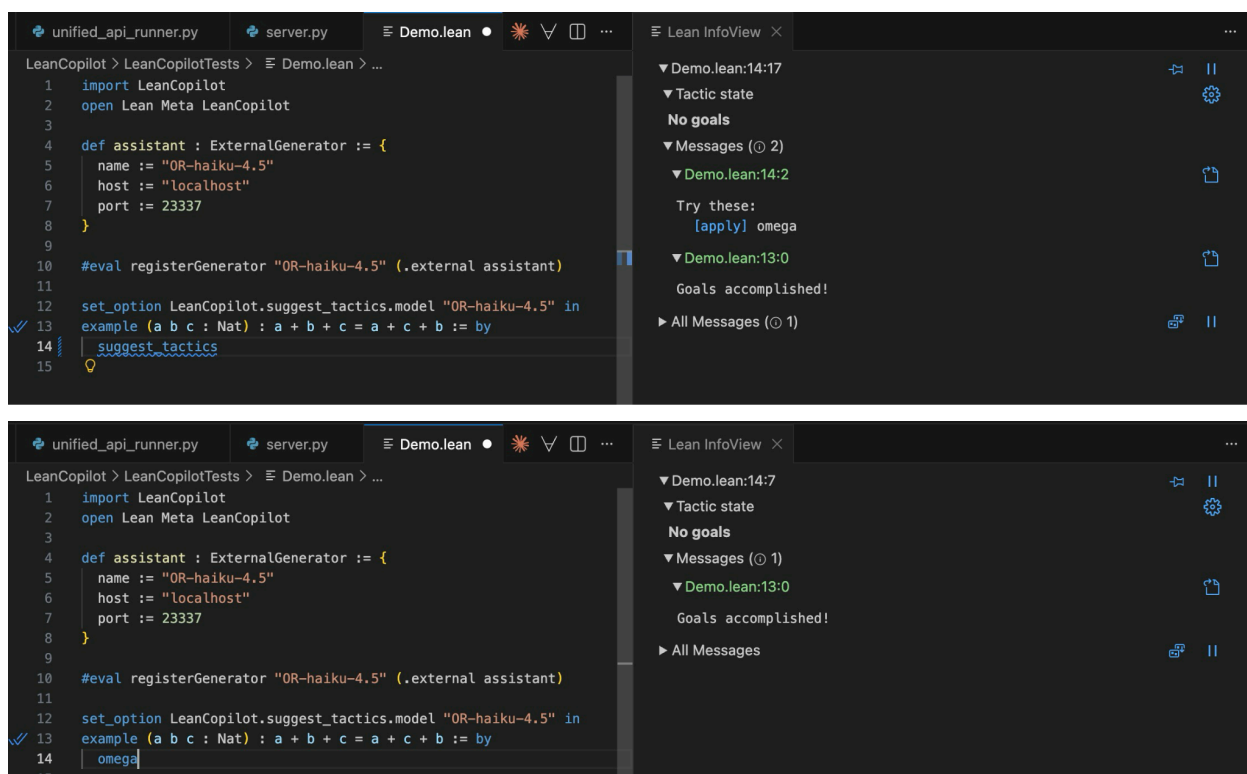 unified_api_runner.py server.py Demo.lean ● ···
LeanCopilot > LeanCopilotTests > Demo.lean > ...
1 import LeanCopilot
2 open Lean Meta LeanCopilot
3
4 def assistant : ExternalGenerator := {
5 name := "OR-haiku-4.5"
6 host := "localhost"
7 port := 23337
8 }
9
10 #eval registerGenerator "OR-haiku-4.5" (.external assistant)
11
12 set_option LeanCopilot.suggest_tactics.model "OR-haiku-4.5" in
13 example (a b c : Nat) : a + b + c = a + c + b := by
14 suggest_tactics
15
Lean InfoView × ···
▼Demo.lean:14:17
▼Tactic state
No goals
▼Messages (ⓘ 2)
▼Demo.lean:14:2
Try these:
[apply] omega
▼Demo.lean:13:0
Goals accomplished!
▶All Messages (ⓘ 1)
unified_api_runner.py server.py Demo.lean ● ···
LeanCopilot > LeanCopilotTests > Demo.lean > ...
1 import LeanCopilot
2 open Lean Meta LeanCopilot
3
4 def assistant : ExternalGenerator := {
5 name := "OR-haiku-4.5"
6 host := "localhost"
7 port := 23337
8 }
9
10 #eval registerGenerator "OR-haiku-4.5" (.external assistant)
11
12 set_option LeanCopilot.suggest_tactics.model "OR-haiku-4.5" in
13 example (a b c : Nat) : a + b + c = a + c + b := by
14 omega
Lean InfoView × ···
▼Demo.lean:14:7
▼Tactic state
No goals
▼Messages (ⓘ 1)
▼Demo.lean:13:0
Goals accomplished!
▶All Messages